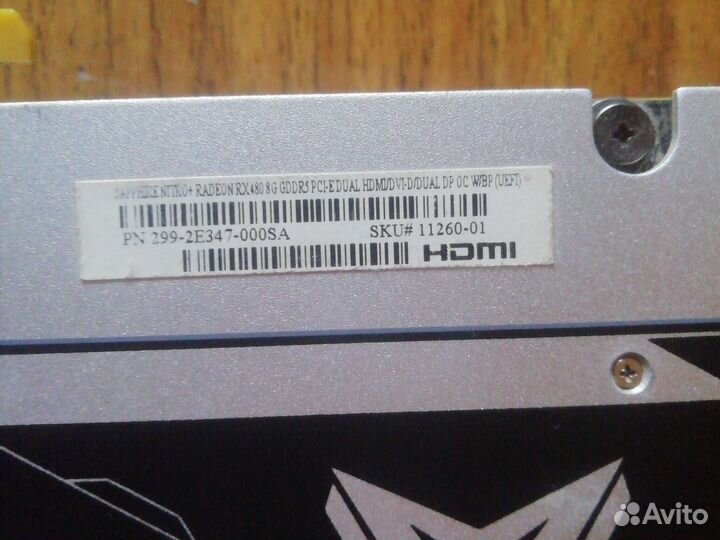 SAPPHIRE NITRO+ RADEON RX480 8G GDDR5 PCI-E DUAL HDMI/DVI-D/DUAL DP OC W/BP (UEFI)
PN 299-2E347-000SA SKU# 11260-01
HDMI
Avito